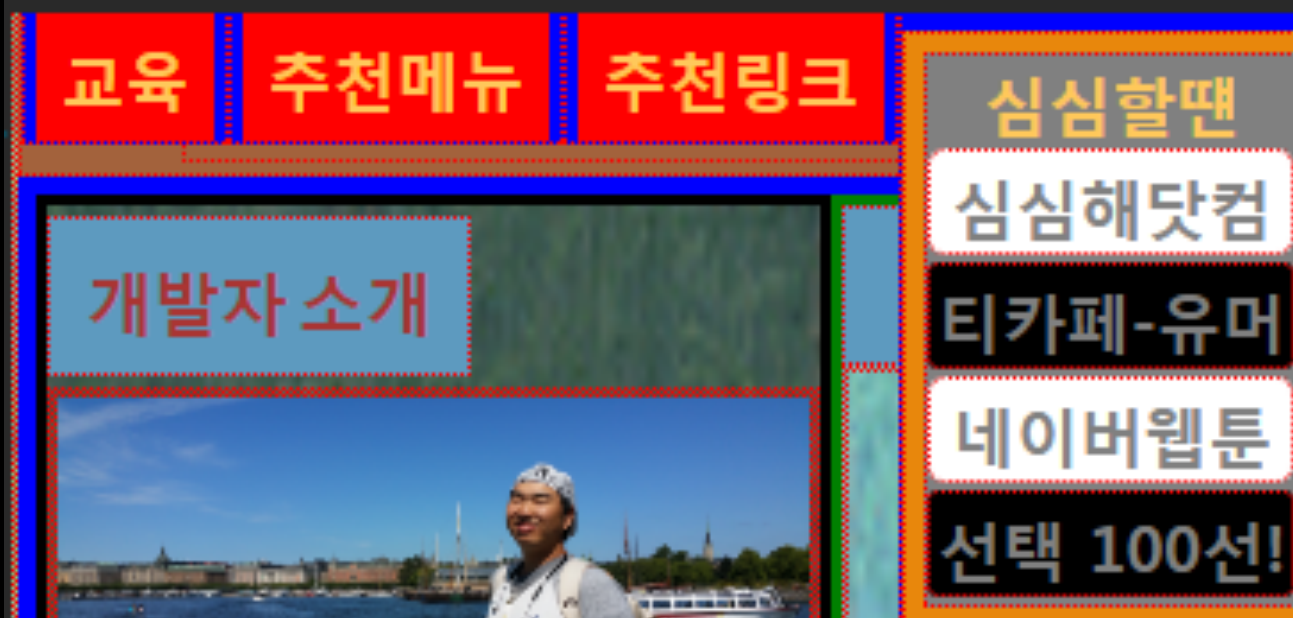 교육 추천메뉴 추천링크
심심할땐
심심해닷컴
티카페-유머
네이버웹툰
선택 100선!
개발자 소개